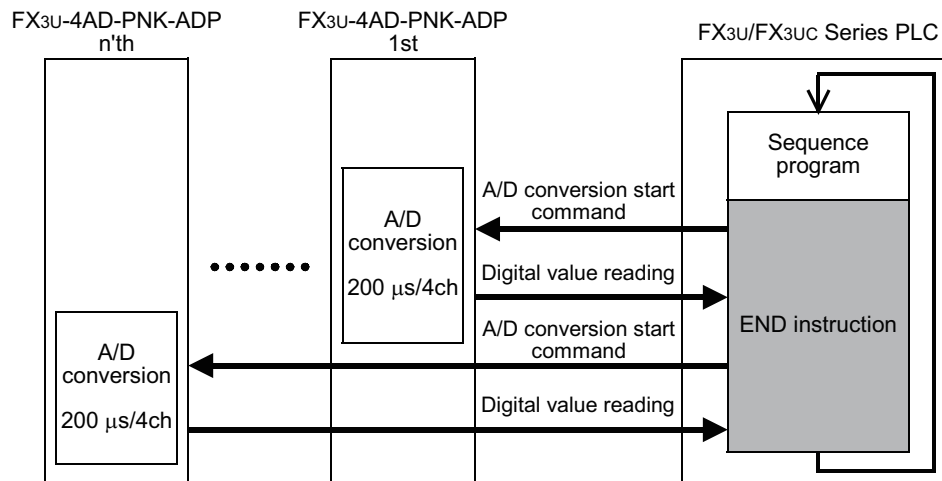 FX3U-4AD-PNK-ADP
n'th
FX3U-4AD-PNK-ADP
1st
FX3U/FX3UC Series PLC
Sequence
program
A/D conversion start
command
A/D
conversion
200 μs/4ch
Digital value reading
END instruction
A/D conversion start
command
A/D
conversion
200 μs/4ch
Digital value reading